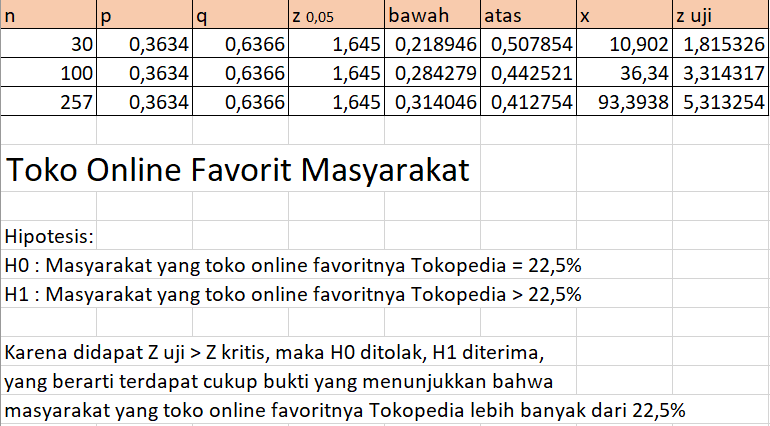 n p q z 0,05 bawah atas x z uji
30 0,3634 0,6366 1,645 0,218946 0,507854 10,902 1,815326
100 0,3634 0,6366 1,645 0,284279 0,442521 36,34 3,314317
257 0,3634 0,6366 1,645 0,314046 0,412754 93,3938 5,313254
Toko Online Favorit Masyarakat
Hipotesis:
H0 : Masyarakat yang toko online favoritnya Tokopedia = 22,5%
H1 : Masyarakat yang toko online favoritnya Tokopedia > 22,5%
Karena didapat Z uji > Z kritis, maka H0 ditolak, H1 diterima,
yang berarti terdapat cukup bukti yang menunjukkan bahwa
masyarakat yang toko online favoritnya Tokopedia lebih banyak dari 22,5%